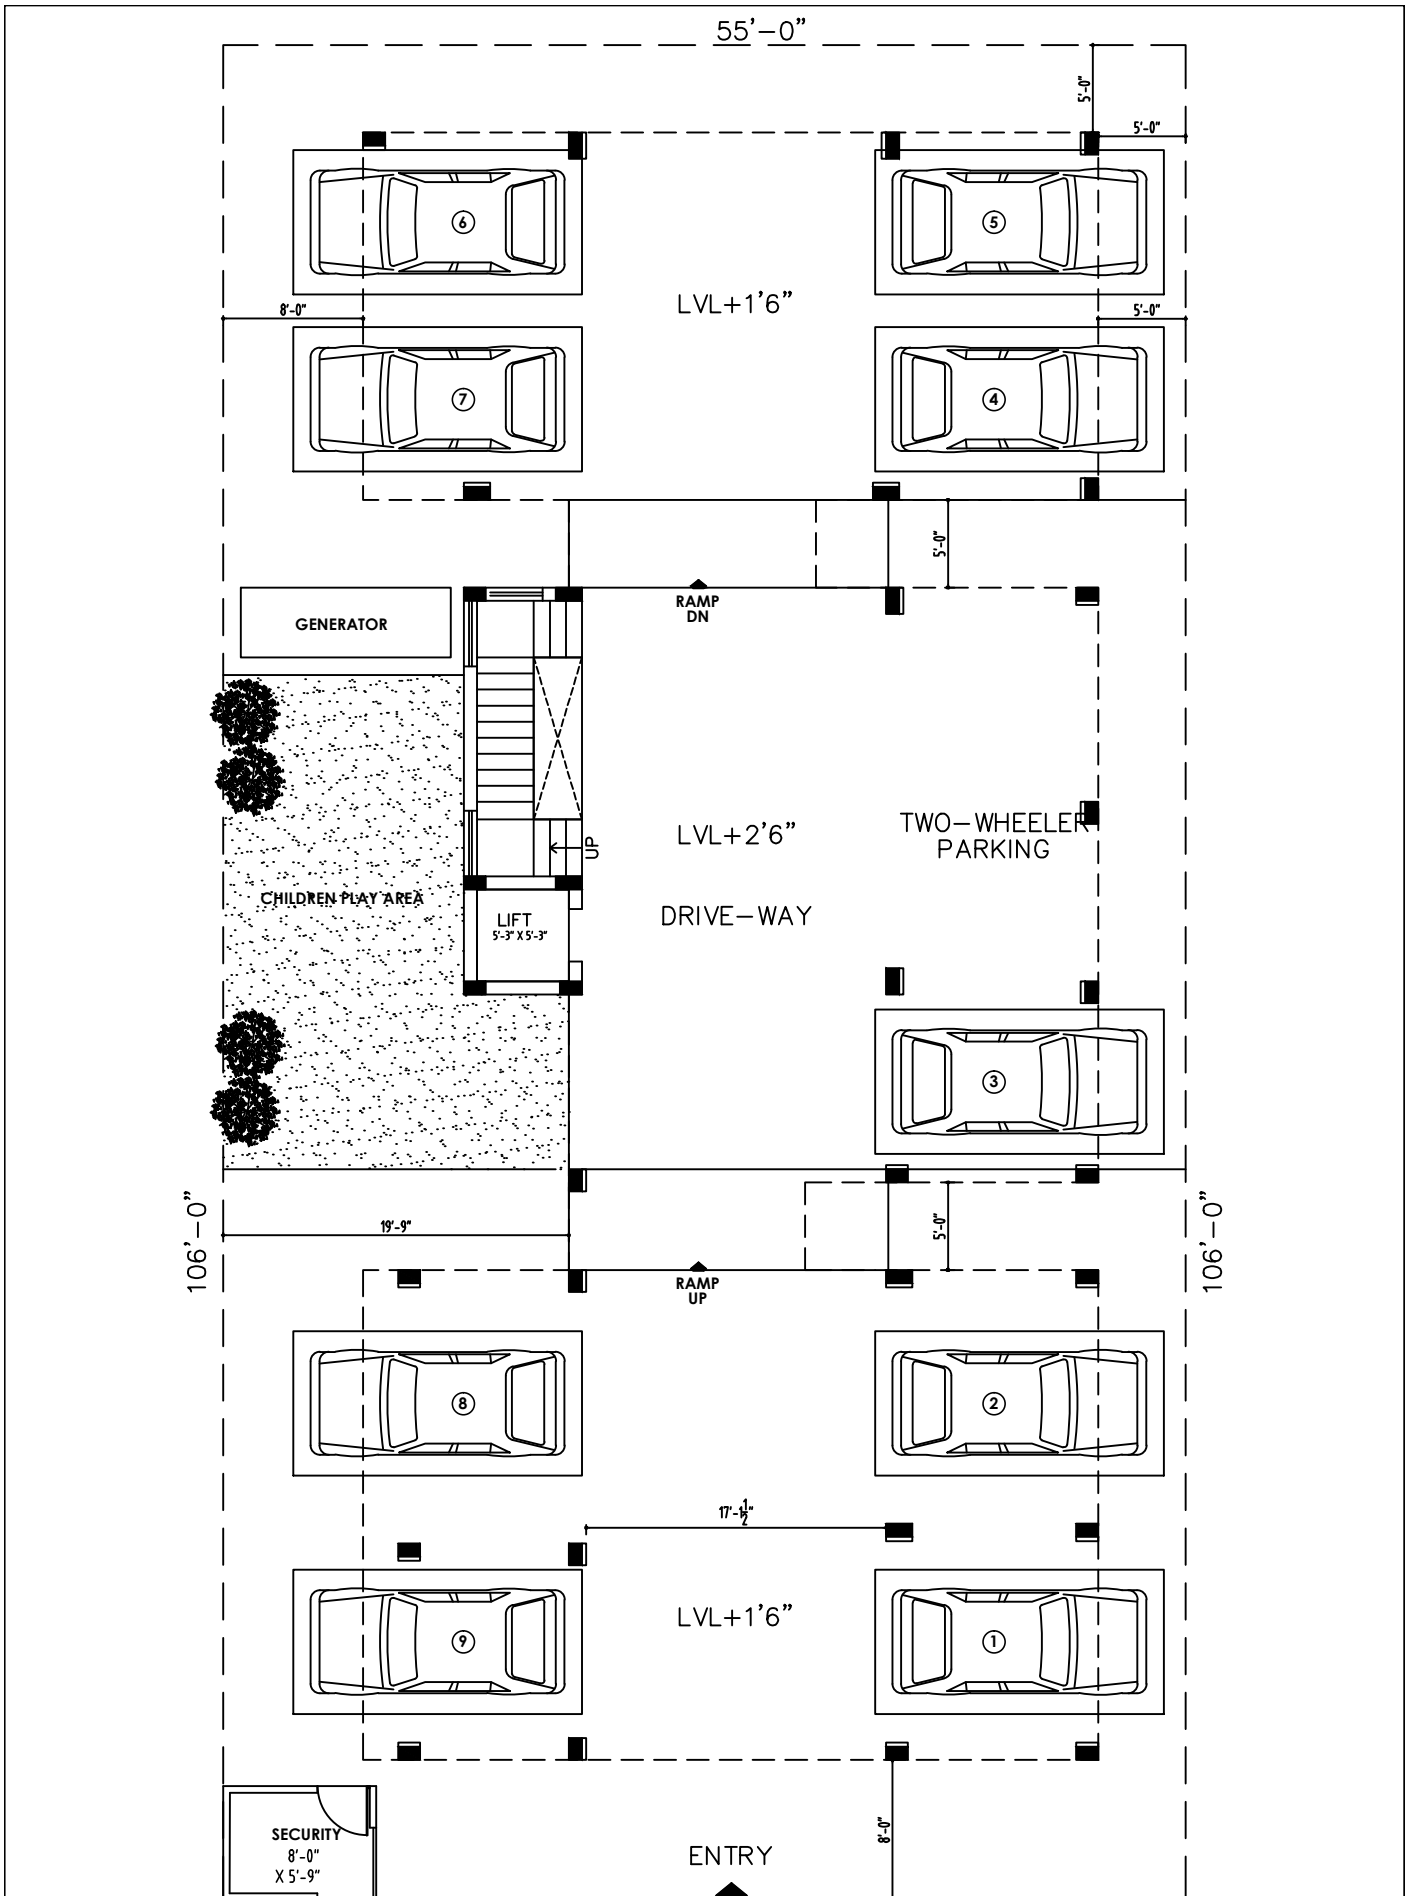 55'-0"
5'-0"
5'-0"
6
5
LVL+1'6"
8'-0"
5'-0"
7
4
5'-0"
RAMP
DN
GENERATOR
LVL+2'6"
TWO-WHEELER
PARKING
UP
CHILDREN PLAY AREA
DRIVE-WAY
LIFT
5'-3" X 5'-3"
3
106'-0"
19'-9"
5'-0"
106'-0"
RAMP
UP
8
2
17'-1½"
9
LVL+1'6"
1
SECURITY
8'-0"
X 5'-9"
8'-0"
ENTRY